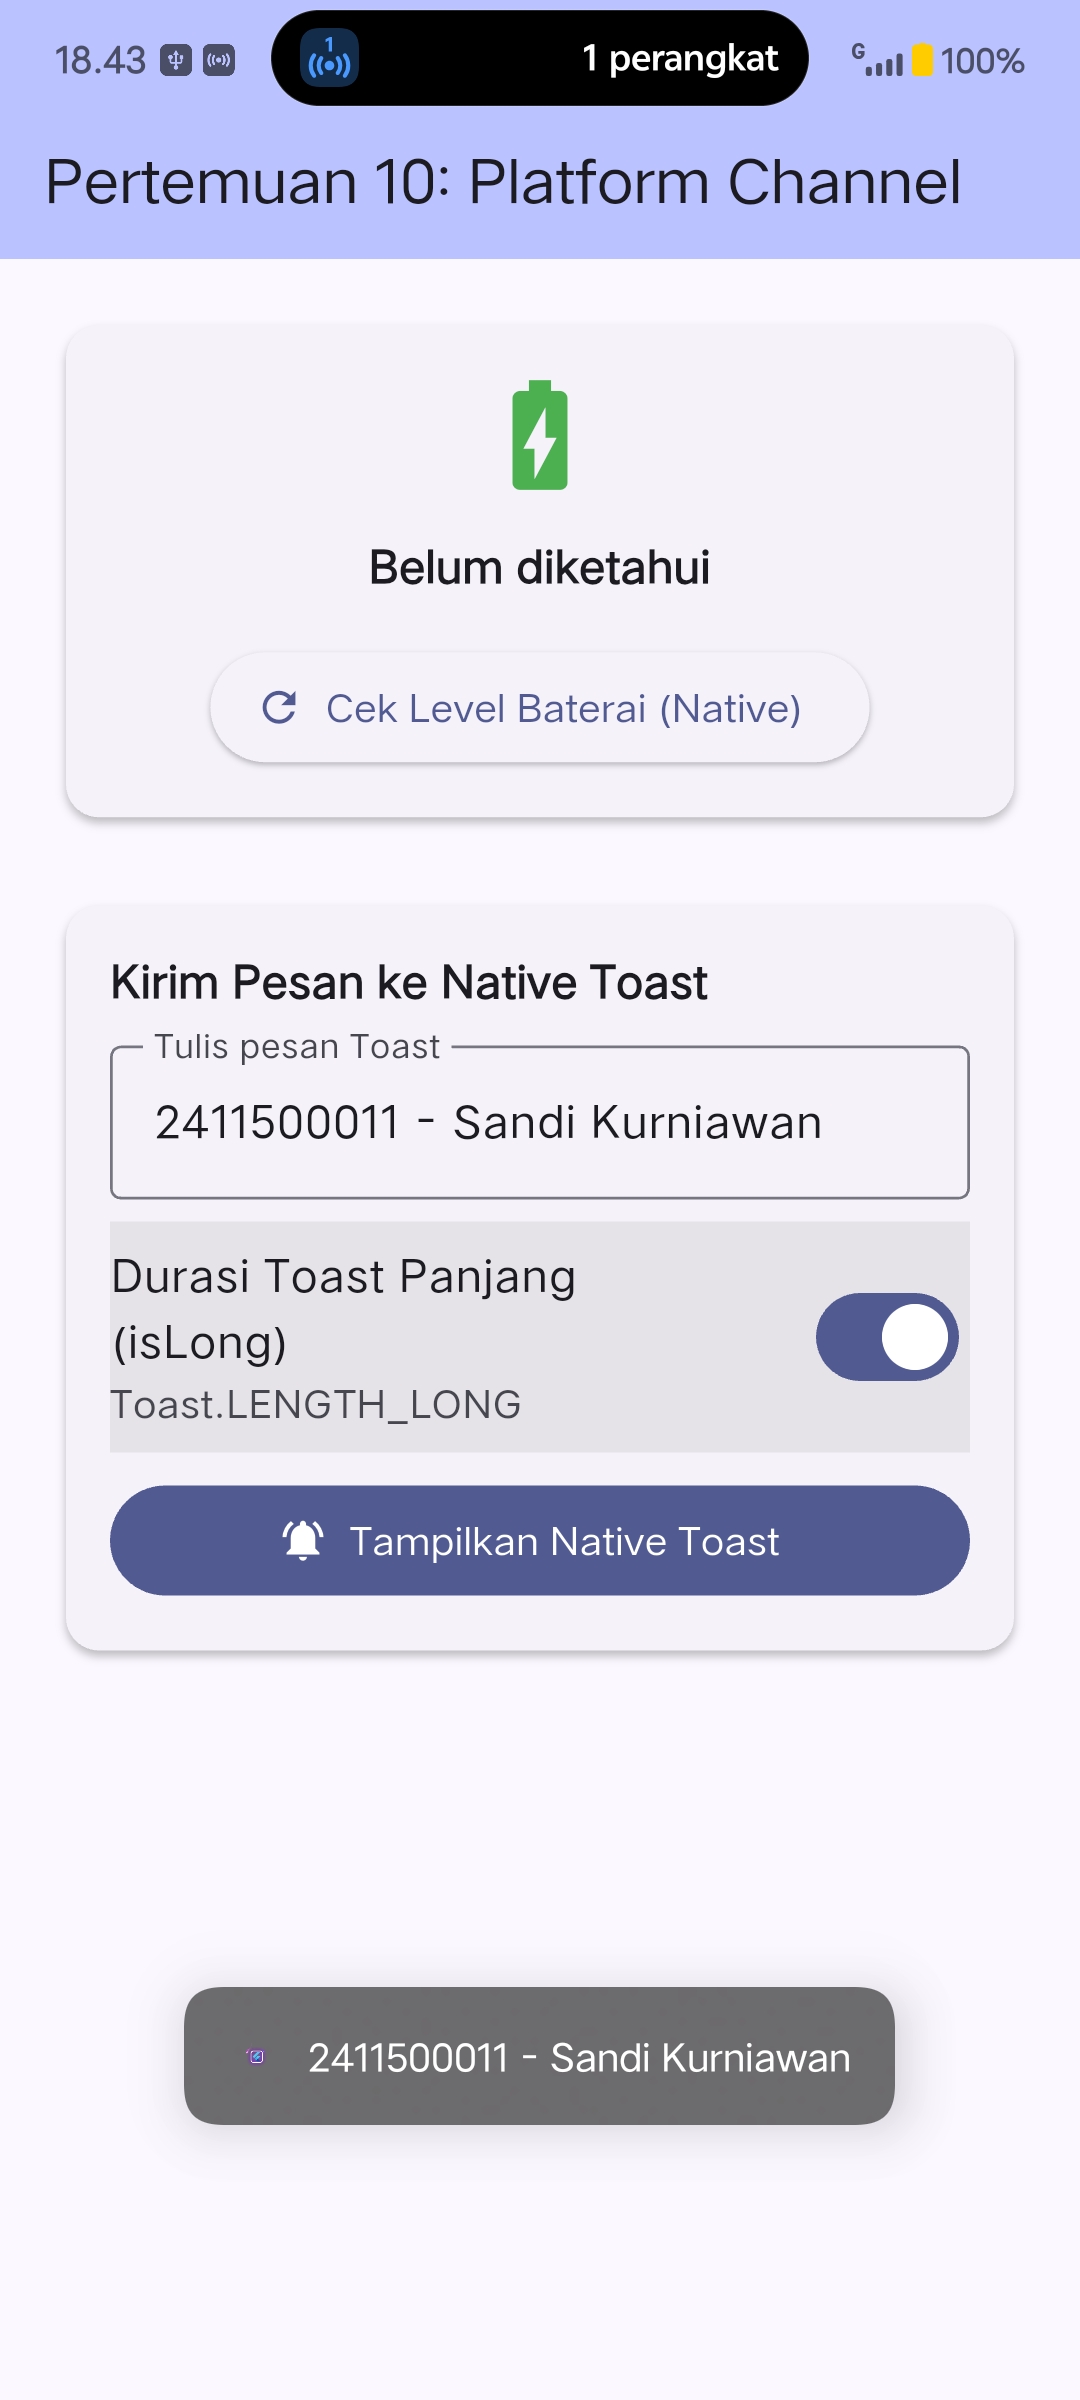 18.43
1
1 perangkat
G
100%
Pertemuan 10: Platform Channel
Belum diketahui
Cek Level Baterai (Native)
Kirim Pesan ke Native Toast
Tulis pesan Toast
2411500011 - Sandi Kurniawan
Durasi Toast Panjang
(isLong)
Toast.LENGTH_LONG
Tampilkan Native Toast
2411500011 - Sandi Kurniawan